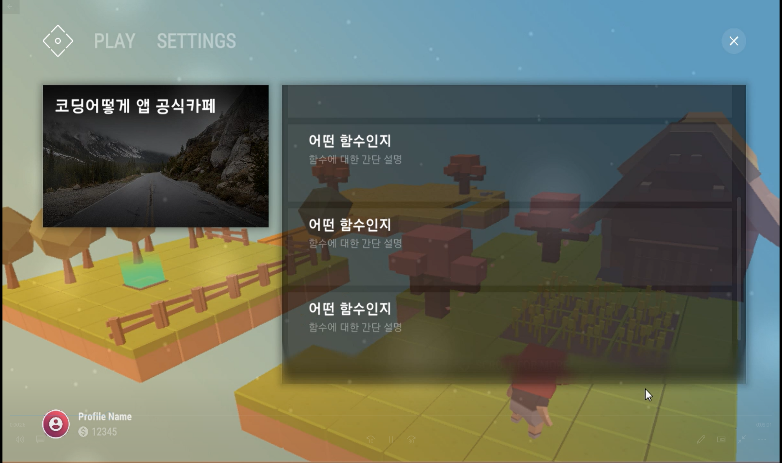 PLAY SETTINGS
코딩어떻게 앱 공식카페
어떤 함수인지
함수에 대한 간단 설명
어떤 함수인지
함수에 대한 간단 설명
어떤 함수인지
함수에 대한 간단 설명
Profile Name
12345